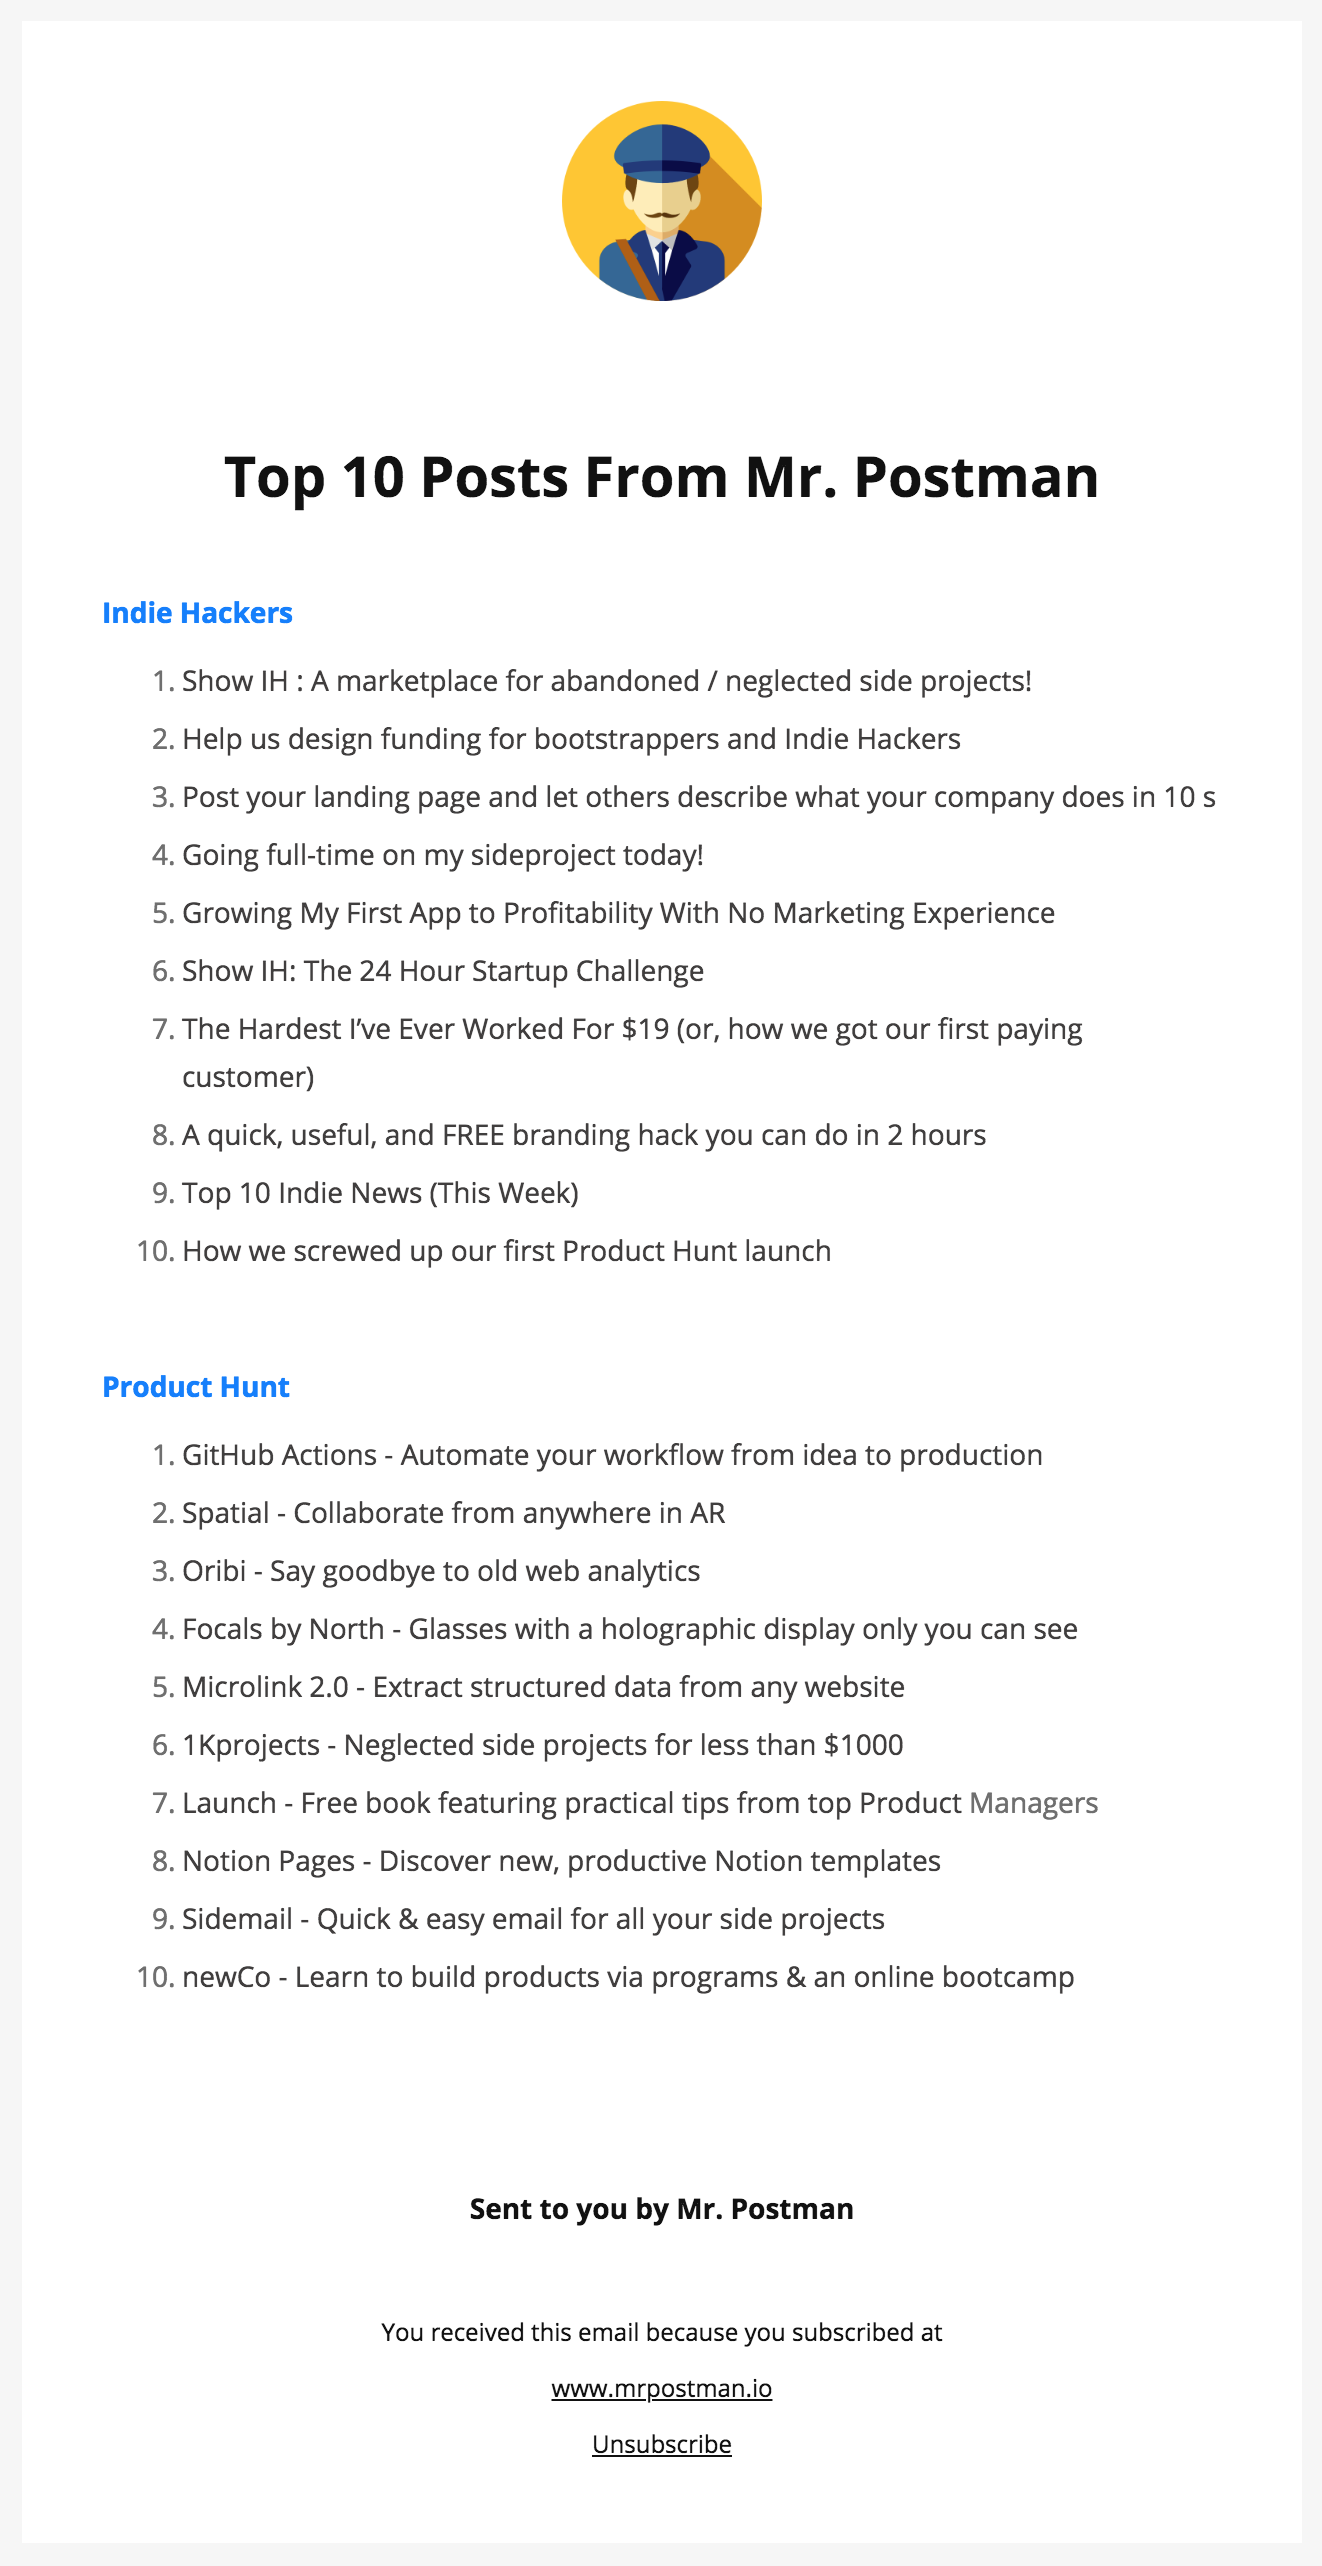 Top 10 Posts From Mr. Postman
Indie Hackers
1. Show IH : A marketplace for abandoned / neglected side projects!
2. Help us design funding for bootstrappers and Indie Hackers
3. Post your landing page and let others describe what your company does in 10 s
4. Going full-time on my sideproject today!
5. Growing My First App to Profitability With No Marketing Experience
6. Show IH: The 24 Hour Startup Challenge
7. The Hardest I’ve Ever Worked For $19 (or, how we got our first paying
customer)
8. A quick, useful, and FREE branding hack you can do in 2 hours
9. Top 10 Indie News (This Week)
10. How we screwed up our first Product Hunt launch
Product Hunt
1. GitHub Actions - Automate your workflow from idea to production
2. Spatial - Collaborate from anywhere in AR
3. Oribi - Say goodbye to old web analytics
4. Focals by North - Glasses with a holographic display only you can see
5. Microlink 2.0 - Extract structured data from any website
6. 1Kprojects - Neglected side projects for less than $1000
7. Launch - Free book featuring practical tips from top Product Managers
8. Notion Pages - Discover new, productive Notion templates
9. Sidemail - Quick & easy email for all your side projects
10. newCo - Learn to build products via programs & an online bootcamp
Sent to you by Mr. Postman
You received this email because you subscribed at
www.mrpostman.io
Unsubscribe